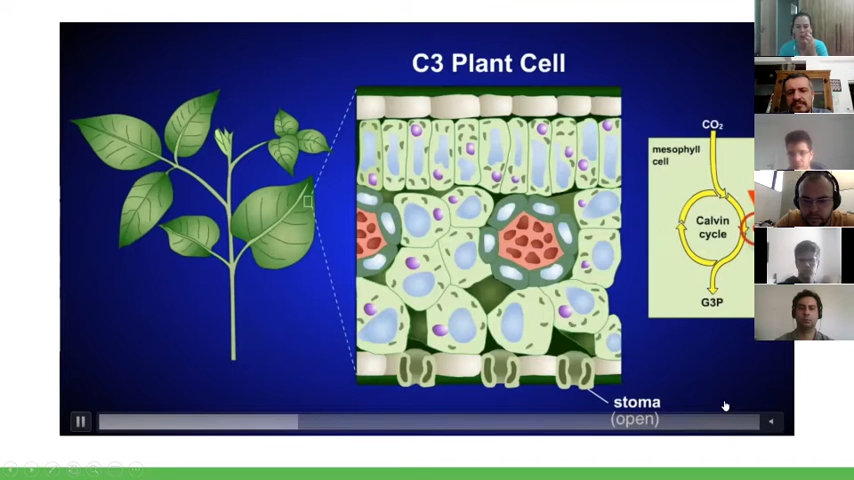 C3 Plant Cell
CO₂
mesophyll
cell
Calvin
cycle
G3P
stoma
(open)